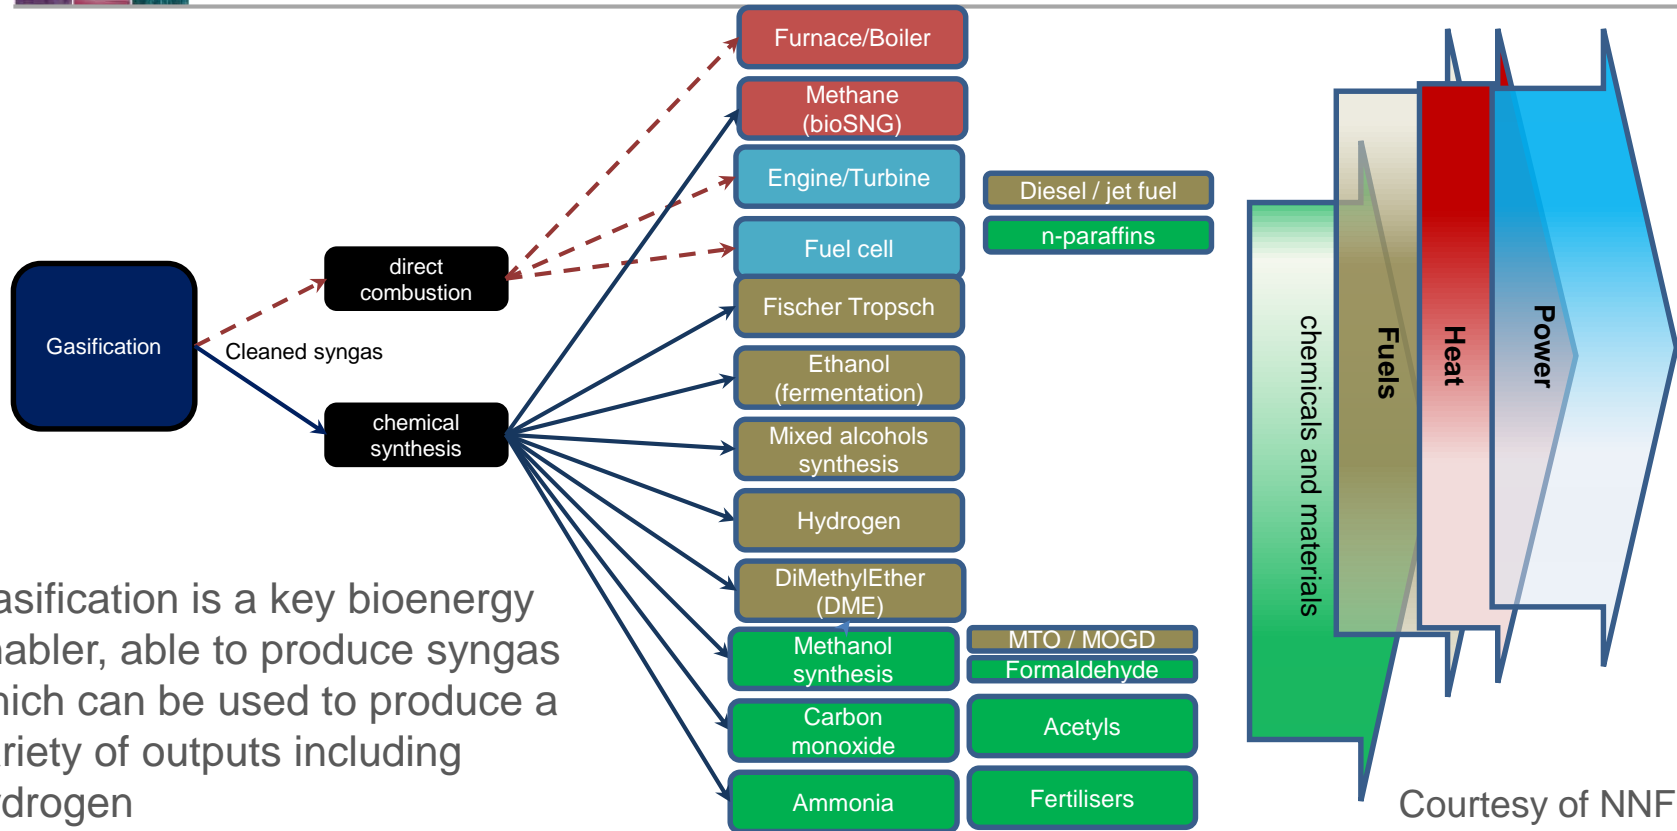 Furnace/Boiler
Methane
(bioSNG)
Engine/Turbine
Diesel / jet fuel
n-paraffins
Fuel cell
direct
combustion
Fischer Tropsch
Gasification
Cleaned syngas
Ethanol
(fermentation)
chemical
synthesis
Mixed alcohols
synthesis
Hydrogen
DiMethylEther
(DME)
Methanol
synthesis
MTO / MOGD
Formaldehyde
Carbon
monoxide
Acetyls
Ammonia
Fertilisers
chemicals and materials
Fuels
Heat
Power
asification is a key bioenergy
nabler, able to produce syngas
hich can be used to produce a
ariety of outputs including
ydrogen
Courtesy of NNF